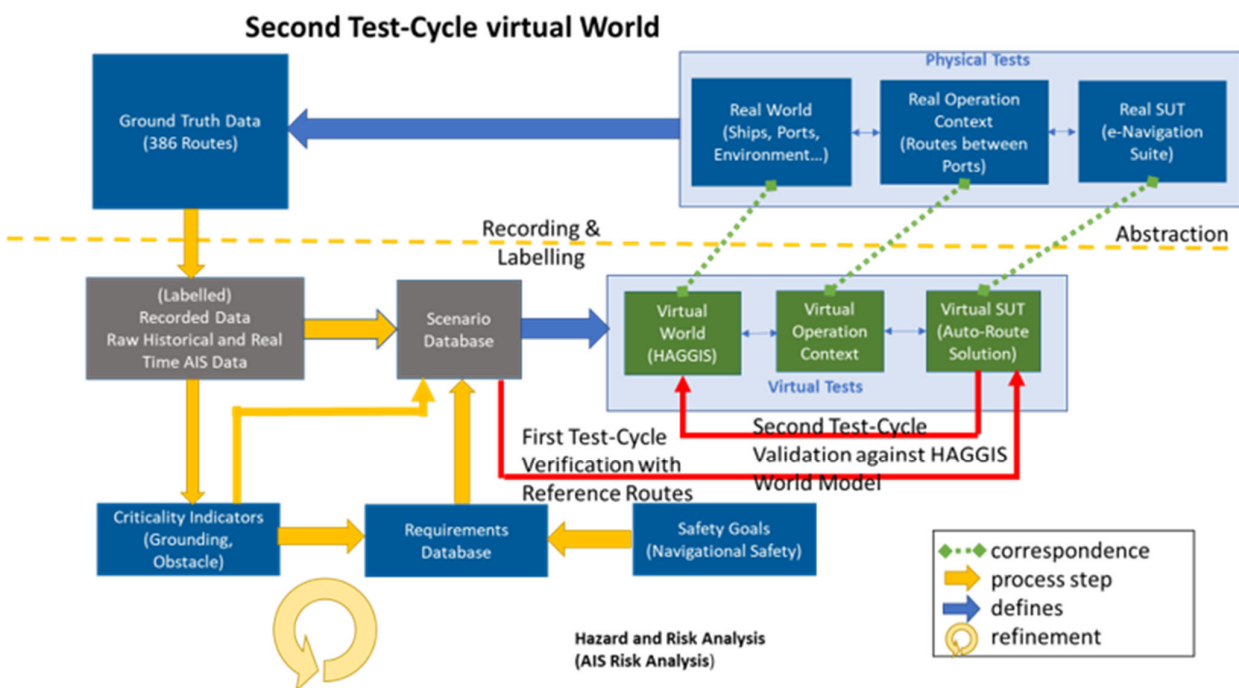 Second Test-Cycle virtual World
Physical Tests
Ground Truth Data
(386 Routes)
Real World
(Ships, Ports,
Environment...)
Real Operation
Context
(Routes between
Ports)
Real SUT
(e-Navigation
Suite)
Recording &
Labelling
Abstraction
(Labelled)
Recorded Data
Raw Historical and Real
Time AIS Data
Scenario
Database
Virtual
World
(HAGGIS)
Virtual
Operation
Context
Virtual SUT
(Auto-Route
Solution)
Virtual Tests
First Test-Cycle
Verification with
Reference Routes
Second Test-Cycle
Validation against HAGGIS
World Model
Criticality Indicators
(Grounding,
Obstacle)
Requirements
Database
Safety Goals
(Navigational Safety)
correspondence
process step
defines
refinement
Hazard and Risk Analysis
(AIS Risk Analysis)